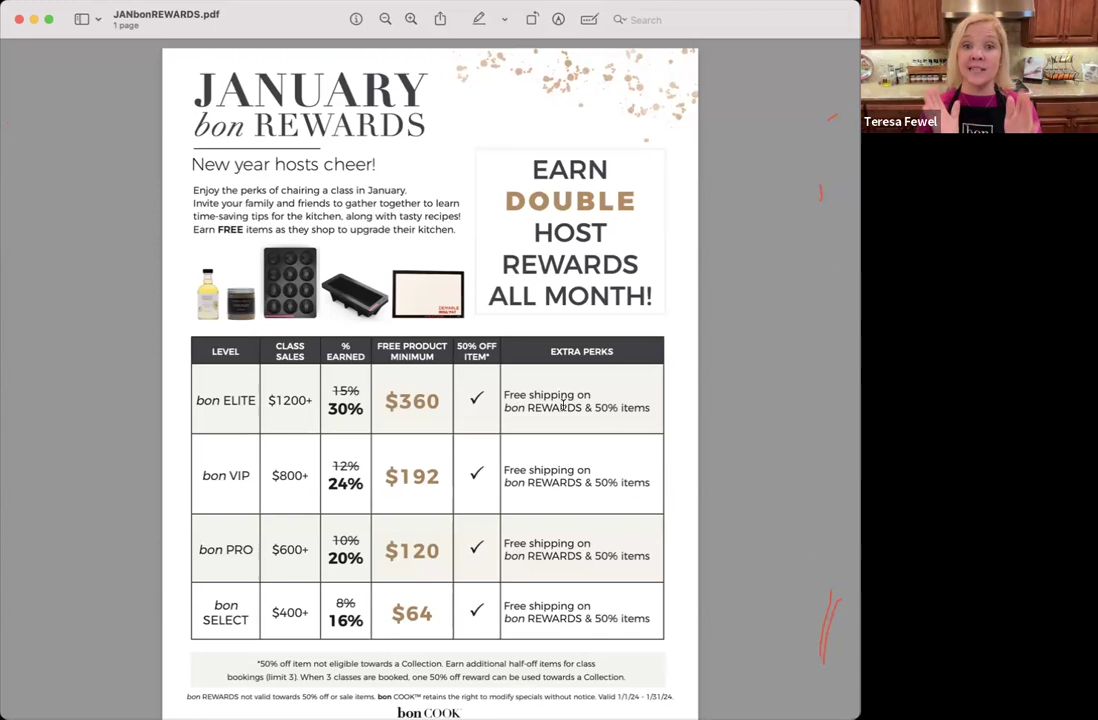 JANbonREWARDS.pdf
1 page
Search
Teresa Fewel
bon
JANUARY
bon REWARDS
New year hosts cheer!
Enjoy the perks of chairing a class in January.
Invite your family and friends to gather together to learn
time-saving tips for the kitchen, along with tasty recipes!
Earn FREE items as they shop to upgrade their kitchen.
EARN
DOUBLE
HOST
REWARDS
ALL MONTH!
LEVEL
CLASS
SALES
%
EARNED
FREE PRODUCT
MINIMUM
50% OFF
ITEM*
EXTRA PERKS
bon ELITE
$1200+
15%
30%
$360
✓
Free shipping on
bon REWARDS & 50% items
bon VIP
$800+
12%
24%
$192
✓
Free shipping on
bon REWARDS & 50% items
bon PRO
$600+
10%
20%
$120
✓
Free shipping on
bon REWARDS & 50% items
bon
SELECT
$400+
8%
16%
$64
✓
Free shipping on
bon REWARDS & 50% items
*50% off item not eligible towards a Collection. Earn additional half-off items for class
bookings (limit 3). When 3 classes are booked, one 50% off reward can be used towards a Collection.
bon REWARDS not valid towards 50% off or sale items. bon COOK™ retains the right to modify specials without notice. Valid 1/1/24 - 1/31/24.
bon COOK™